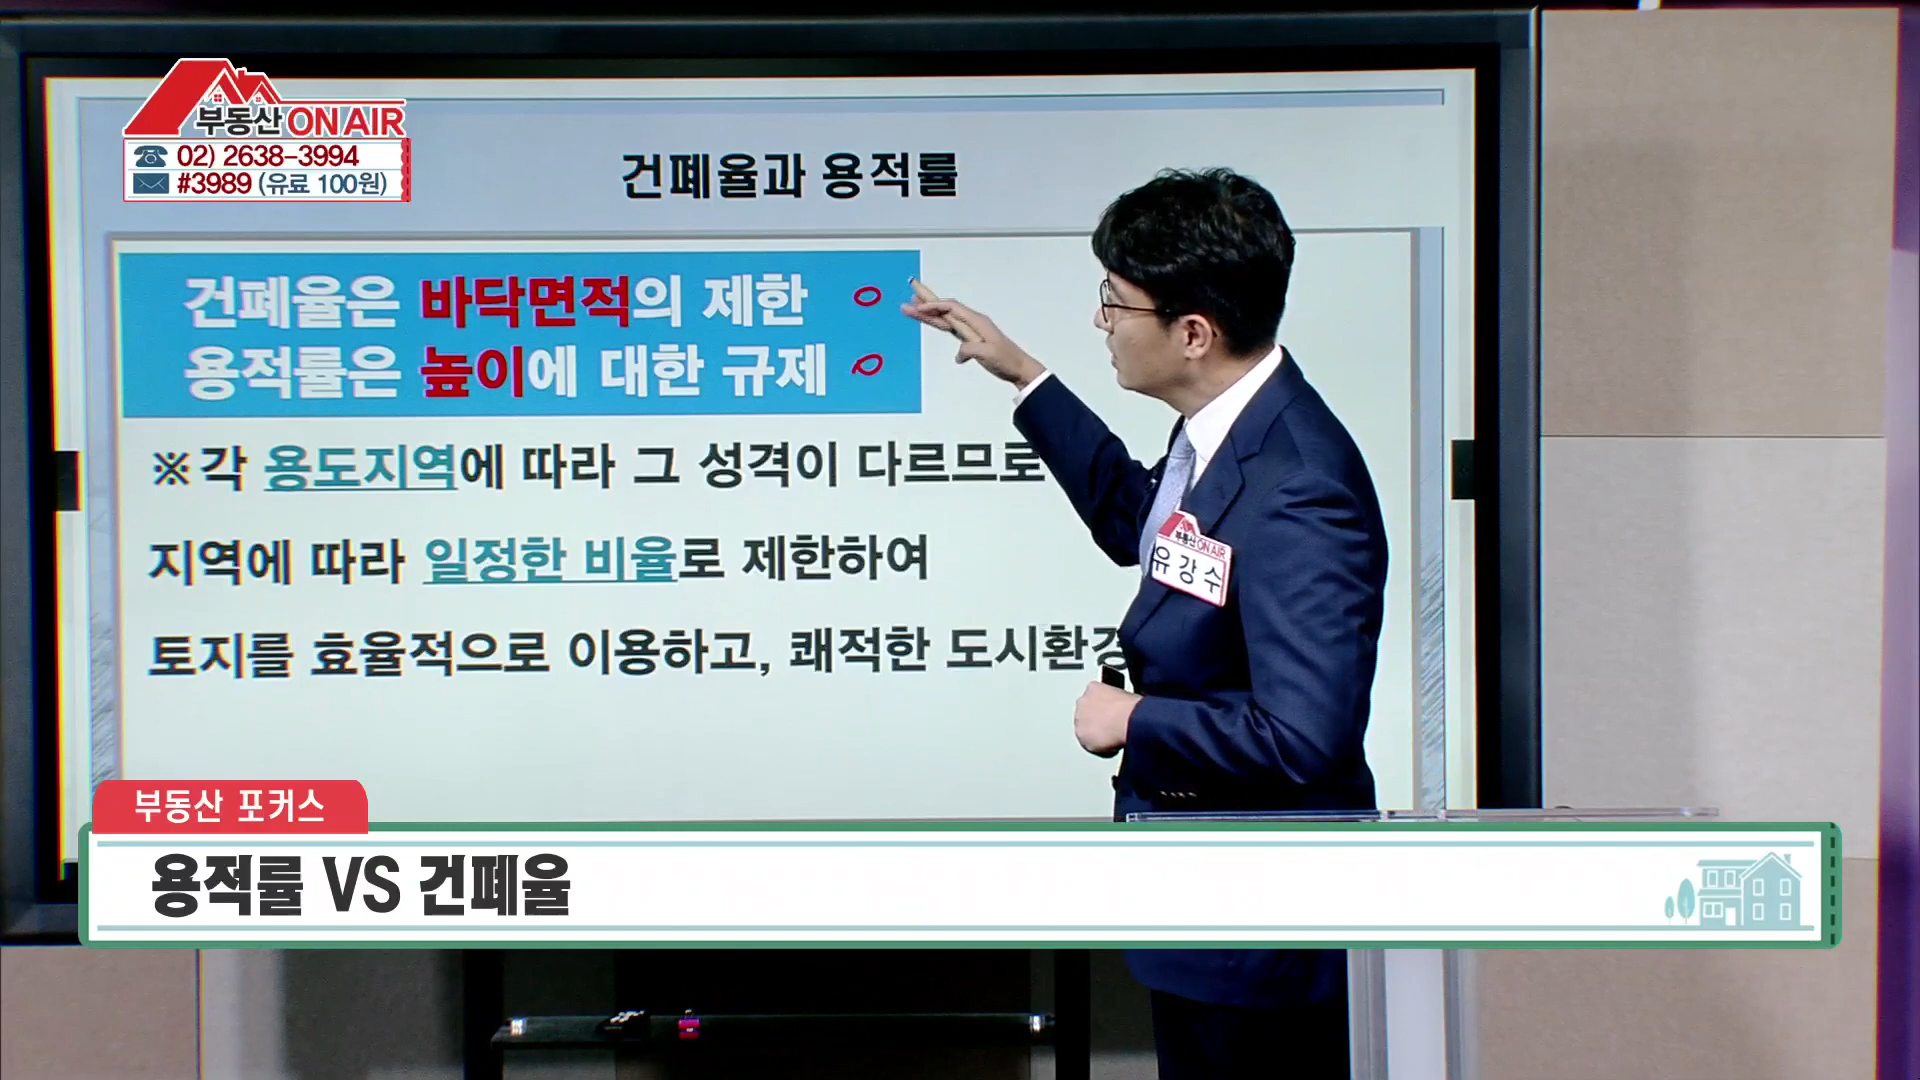 부동산 ON AIR
02) 2638-3994
#3989 (유료 100원)
건폐율과 용적률
건폐율은 바닥면적의 제한
용적률은 높이에 대한 규제
※각 용도지역에 따라 그 성격이 다르므로
지역에 따라 일정한 비율로 제한하여
토지를 효율적으로 이용하고, 쾌적한 도시환경
부동산 ON AIR
유강수
부동산 포커스
용적률 VS 건폐율